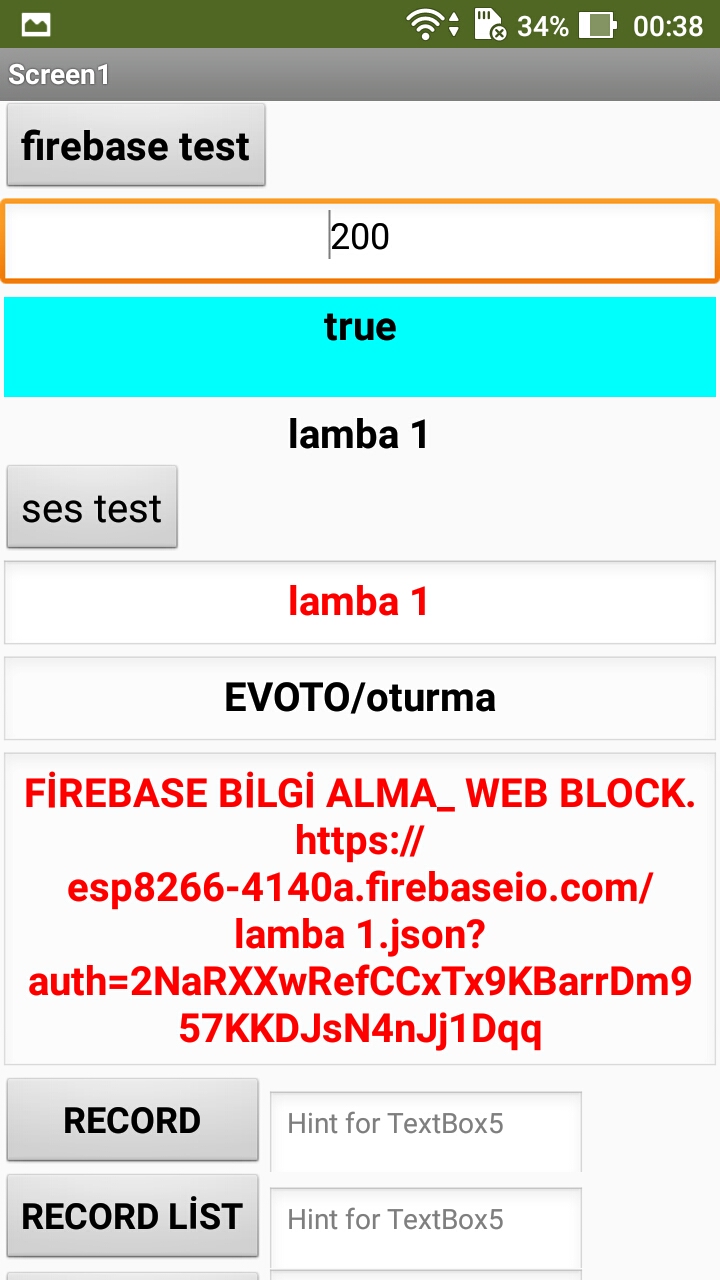 34% 00:38
Screen1
firebase test
200
true
lamba 1
ses test
lamba 1
EVOTO/oturma
FİREBASE BİLGİ ALMA_ WEB BLOCK.
https://
esp8266-4140a.firebaseio.com/
lamba 1.json?
auth=2NaRXXwRefCCxTx9KBarrDm9
57KKDJsN4nJj1Dqq
RECORD
Hint for TextBox5
RECORD LİST
Hint for TextBox5